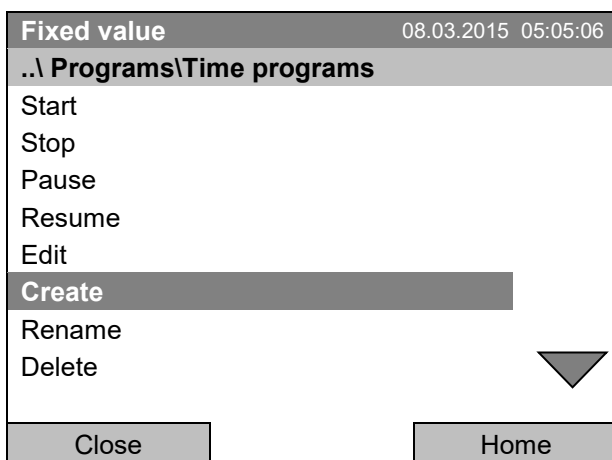 Fixed value 08.03.2015 05:05:06
..\ Programs\Time programs
Start
Stop
Pause
Resume
Edit
Create
Rename
Delete
Close Home